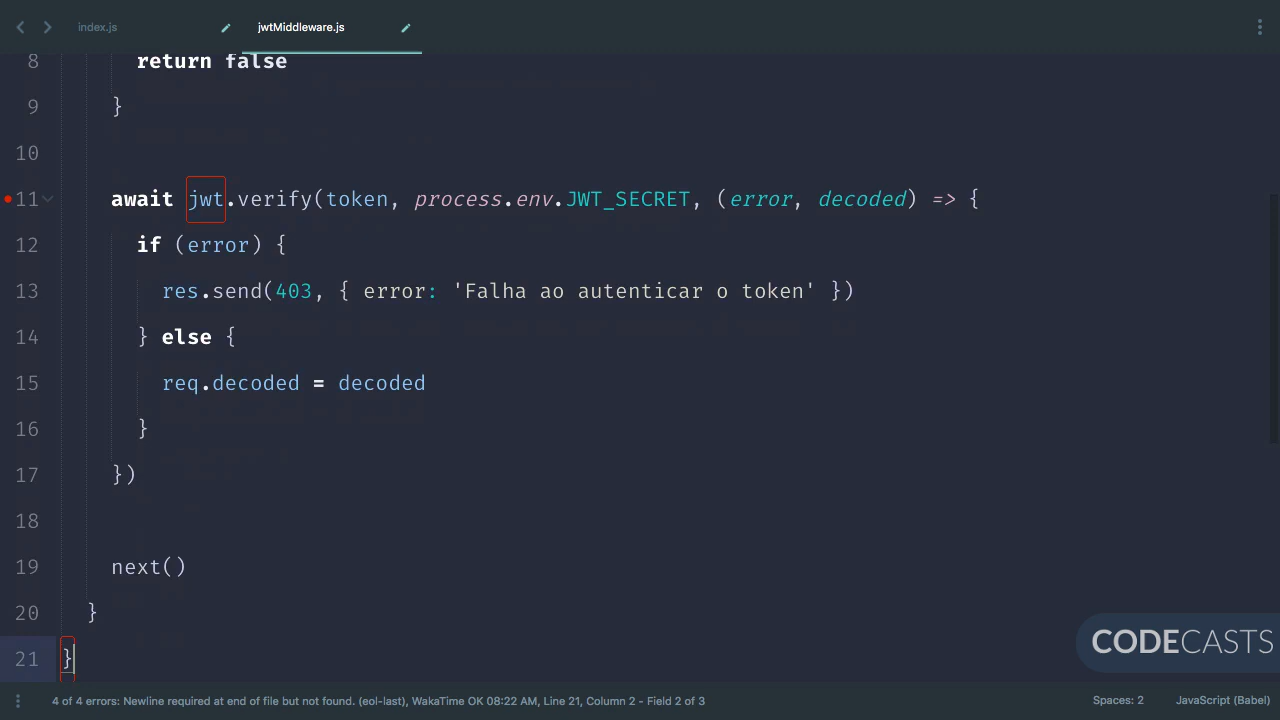 index.js
jwtMiddleware.js
8 return false
9 }
10
11 await jwt.verify(token, process.env.JWT_SECRET, (error, decoded) => {
12 if (error) {
13 res.send(403, { error: 'Falha ao autenticar o token' })
14 } else {
15 req.decoded = decoded
16 }
17 })
18
19 next()
20 }
21 }
CODECASTS
4 of 4 errors: Newline required at end of file but not found. (eol-last), WakaTime OK 08:22 AM, Line 21, Column 2 - Field 2 of 3
Spaces: 2
JavaScript (Babel)